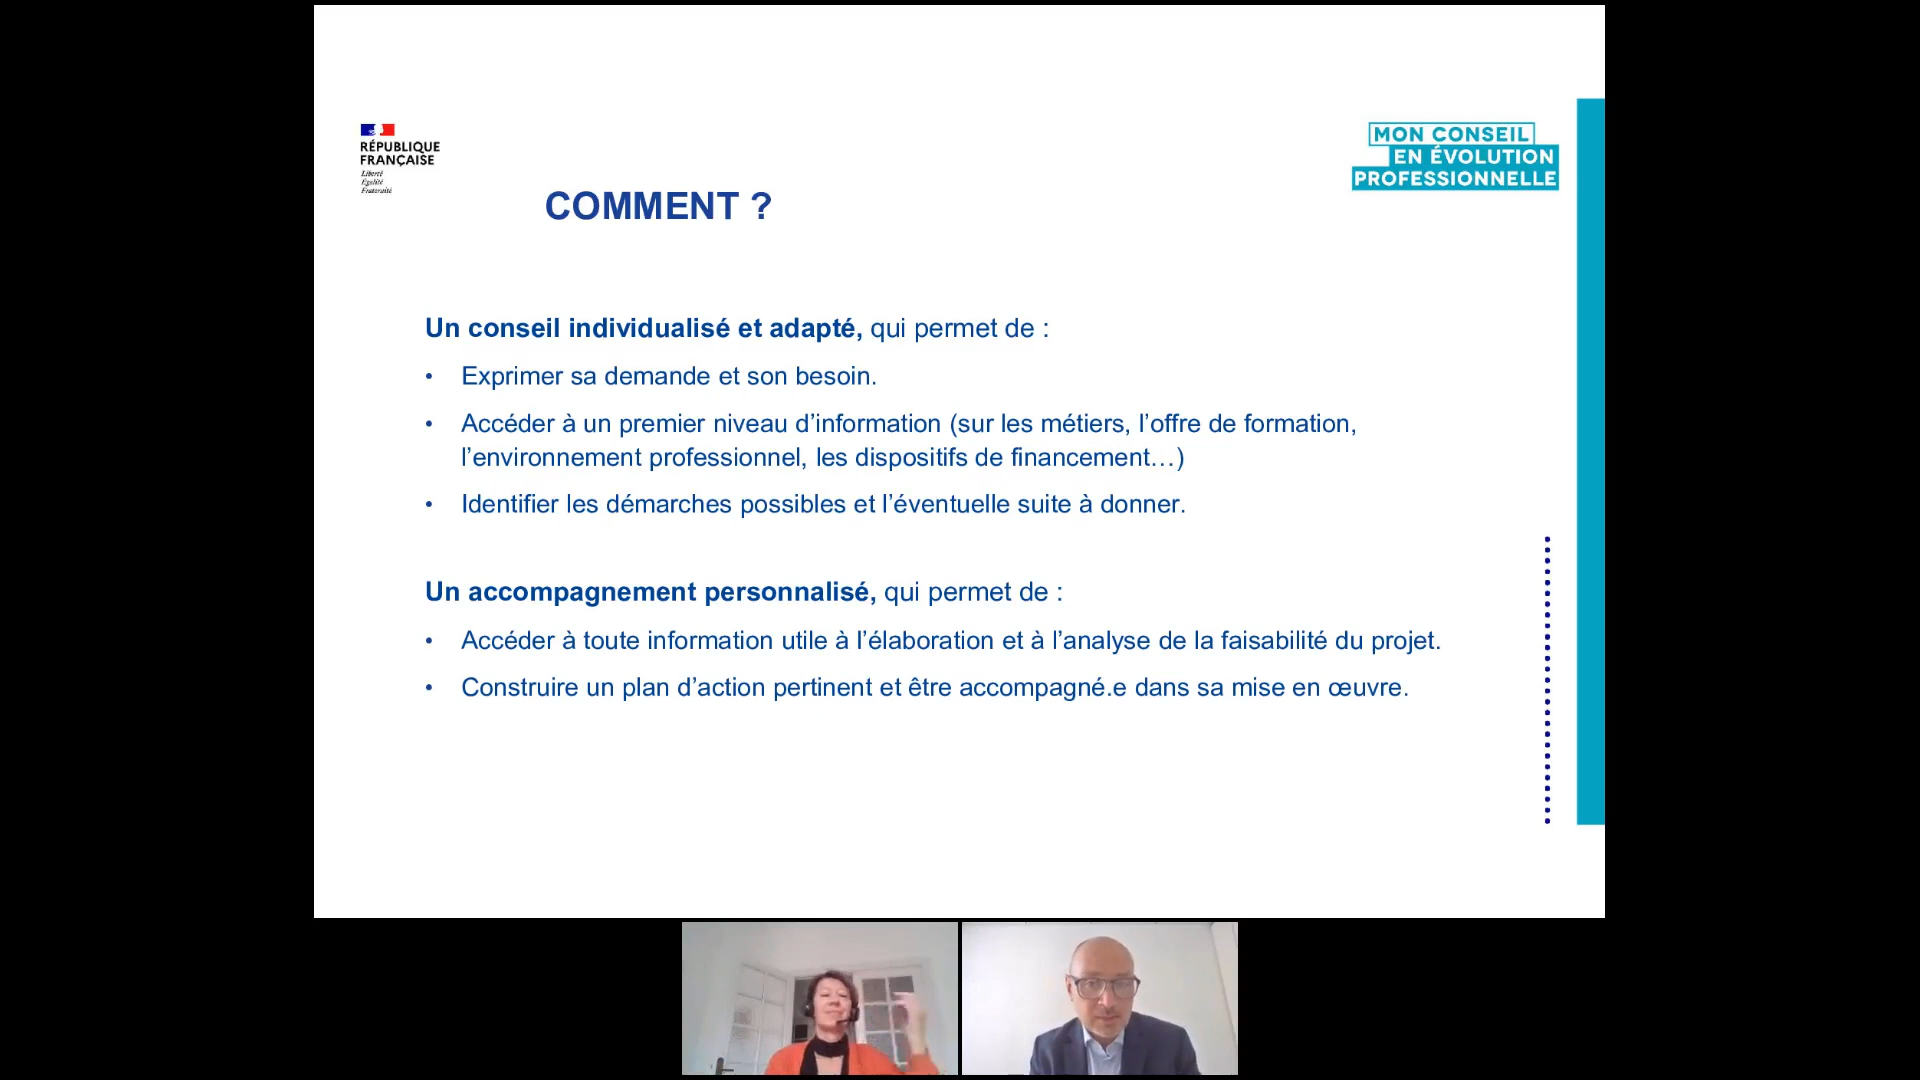 RÉPUBLIQUE
FRANÇAISE
Liberté
Égalité
Fraternité
MON CONSEIL
EN ÉVOLUTION
PROFESSIONNELLE
COMMENT ?
Un conseil individualisé et adapté, qui permet de :
• Exprimer sa demande et son besoin.
• Accéder à un premier niveau d’information (sur les métiers, l’offre de formation,
l’environnement professionnel, les dispositifs de financement…)
• Identifier les démarches possibles et l’éventuelle suite à donner.
Un accompagnement personnalisé, qui permet de :
• Accéder à toute information utile à l’élaboration et à l’analyse de la faisabilité du projet.
• Construire un plan d’action pertinent et être accompagné.e dans sa mise en œuvre.